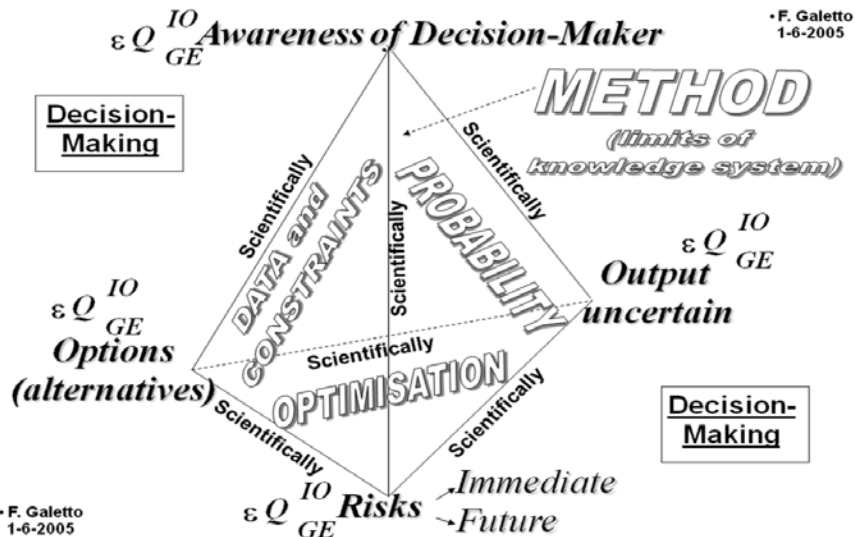 ε Q IO GE Awareness of Decision-Maker
• F. Galetto
1-6-2005
Decision-
Making
METHOD
(limits of
knowledge system)
Scientifically
Scientifically
DATA and
CONSTRAINTS
Scientifically
PROBABILITY
ε Q IO GE
Output
uncertain
ε Q IO GE
Options
(alternatives)
Scientifically
OPTIMISATION
Scientifically
Scientifically
Decision-
Making
ε Q IO GE Risks
Immediate
Future
• F. Galetto
1-6-2005